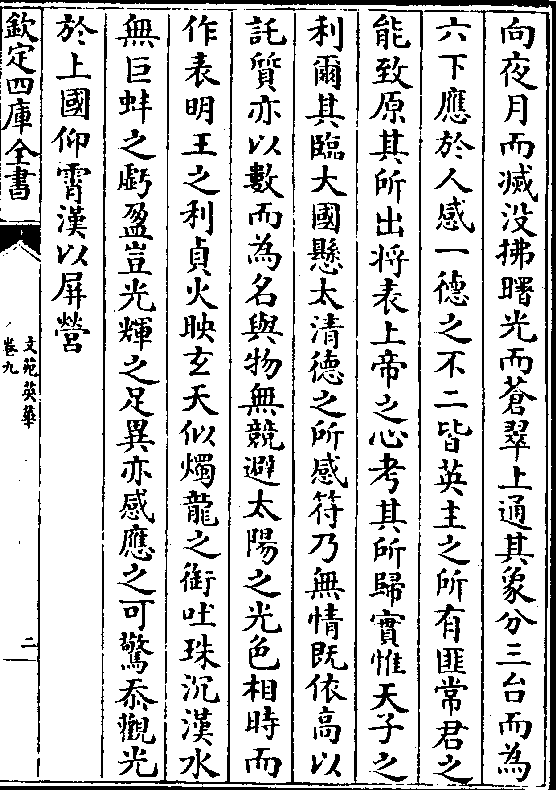 向夜月而滅没拂曙光而蒼翠上通其象分三台而為
六下應於人感一德之不二皆英主之所有匪常君之
能致原其所出将表上帝之心考其所歸實惟天子之
利爾其臨大國懸太清德之所感符乃無情既依高以
託質亦以數而為名與物無競避太陽之光色相時而
作表明王之利貞火映玄天似燭龍之銜吐珠沉漢水
無巨蚌之虧盈豈光輝之足異亦感應之可驚忝觀光
於上國仰霄漢以屏營
欽定四庫全書
文苑英華
卷九
二